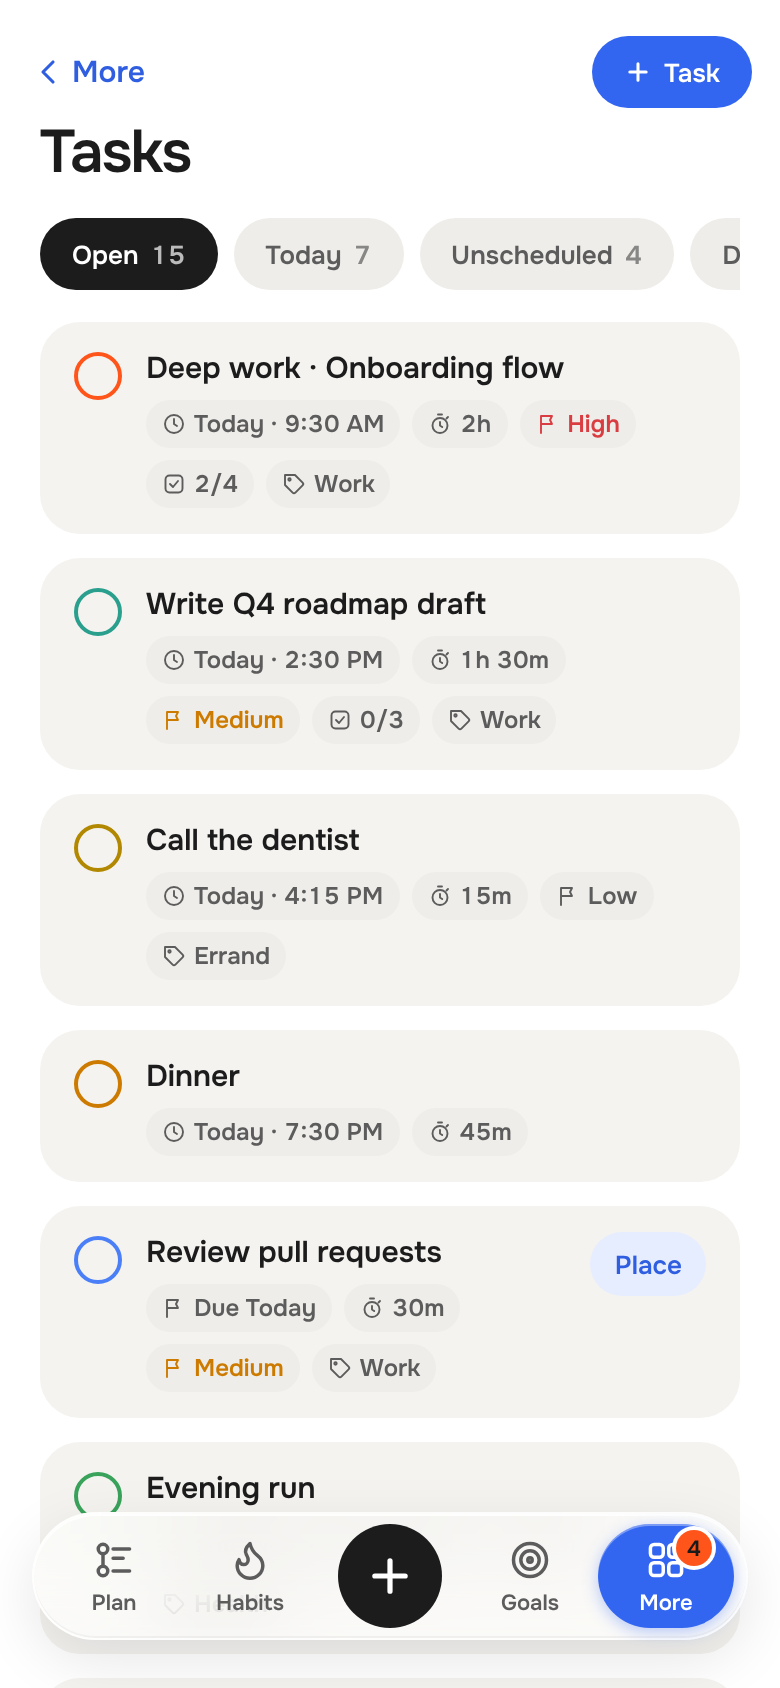 More
+ Task
Tasks
Open 15
Today 7
Unscheduled 4
D
Deep work · Onboarding flow
Today · 9:30 AM
2h
High
2/4
Work
Write Q4 roadmap draft
Today · 2:30 PM
1h 30m
Medium
0/3
Work
Call the dentist
Today · 4:15 PM
15m
Low
Errand
Dinner
Today · 7:30 PM
45m
Review pull requests
Place
Due Today
30m
Medium
Work
Evening run
4
Plan
Habits
Goals
More